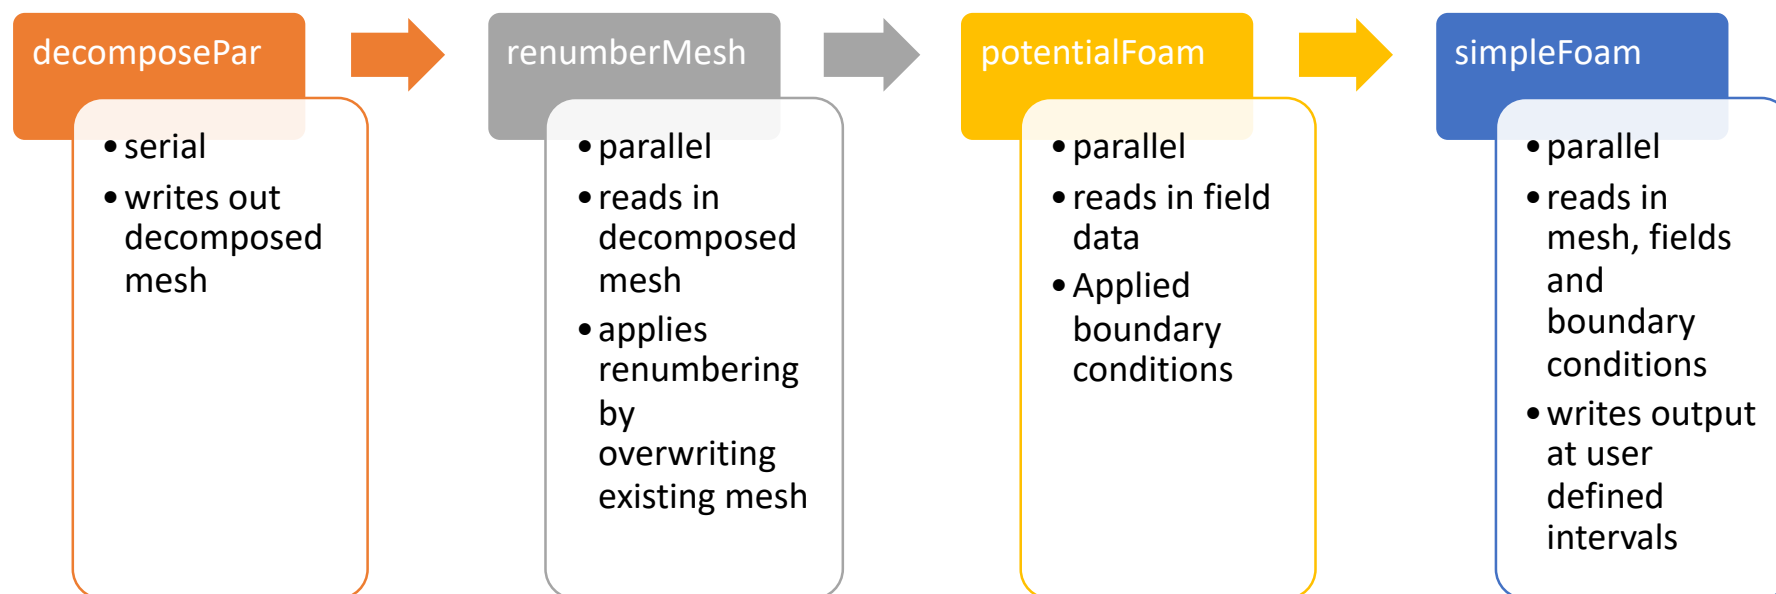 decomposePar
• serial
• writes out
decomposed
mesh
renumberMesh
• parallel
• reads in
decomposed
mesh
• applies
renumbering
by
overwriting
existing mesh
potentialFoam
• parallel
• reads in field
data
• Applied
boundary
conditions
simpleFoam
• parallel
• reads in
mesh, fields
and
boundary
conditions
• writes output
at user
defined
intervals